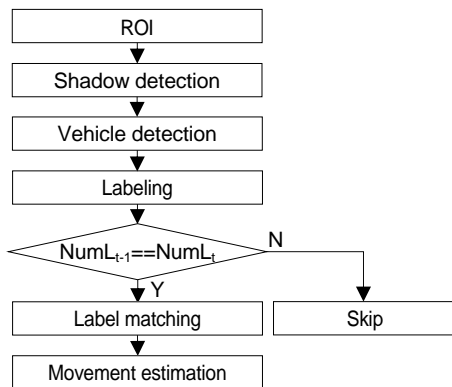 ROI
Shadow detection
Vehicle detection
Labeling
NumLt-1==NumLt
N
Y
Label matching
Skip
Movement estimation